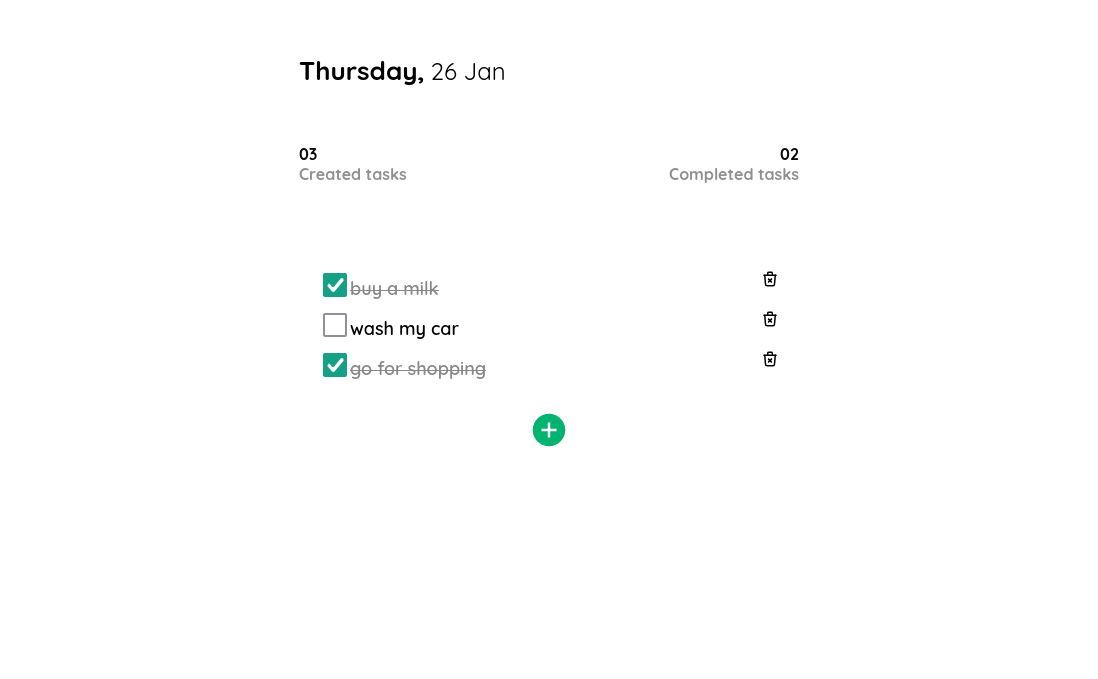 Thursday, 26 Jan
03 02
Created tasks Completed tasks
buy a milk
wash my car
go for shopping